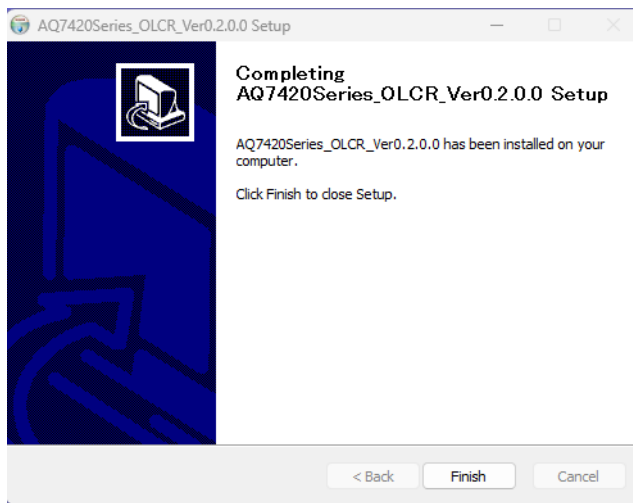 AQ7420Series_OLCR_Ver0.2.0.0 Setup
Completing
AQ7420Series_OLCR_Ver0.2.0.0 Setup
AQ7420Series_OLCR_Ver0.2.0.0 has been installed on your
computer.
Click Finish to close Setup.
< Back
Finish
Cancel